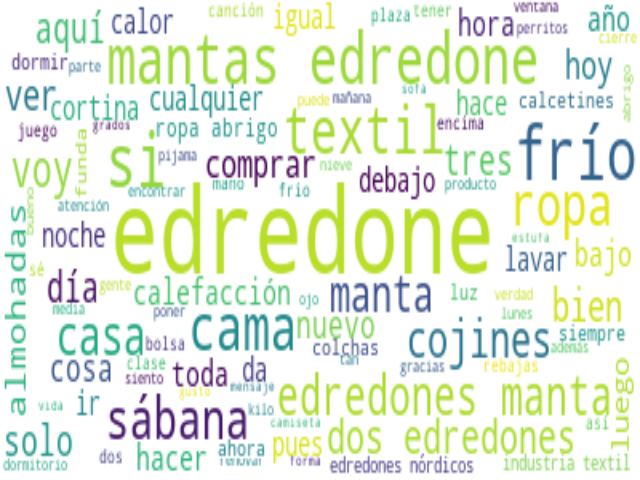 canción igual plaza tener hora ventana año
aquí calor perritos cierre
dormir parte mantas edredone hoy
ver cortina cualquier puede mañana sofá hace calcetines abrigo
juego grados ropa abrigo textil encima
voy funda si pijama comprar nieve tres frío
encontrar mano frío debajo producto
bueno atención edredone ropa
almohadas noche estufa lavar bajo
sé día gente calefacción ojo manta luz verdad bien
media poner nuevo lunes
casa bolsa cama colchas cojines siempre
además
cosa clase siento toda da tan gracias rebajas
mensaje
vida ir gusto kilo edredones manta luego
sábana camiseta
solo pues dos edredones así
dormitorio dos hacer ahora renovar forma edredones nórdicos industria textil